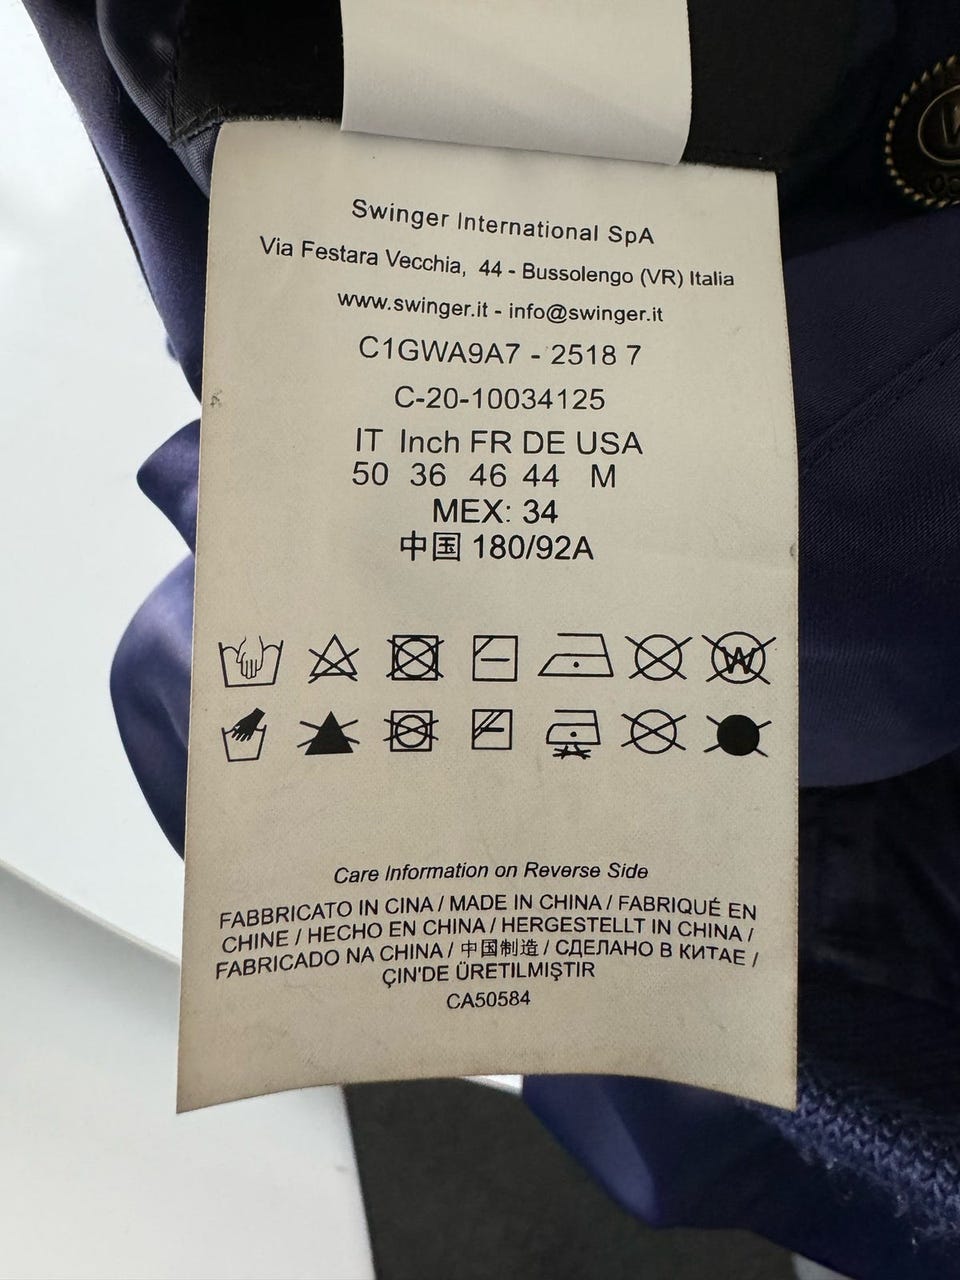 Swinger International SpA
Via Festara Vecchia, 44 - Bussolengo (VR) Italia
www.swinger.it - info@swinger.it
C1GWA9A7 - 2518 7
C-20-10034125
IT Inch FR DE USA
50 36 46 44 M
MEX: 34
中国 180/92A
W
Care Information on Reverse Side
FABBRICATO IN CINA / MADE IN CHINA / FABRIQUÉ EN
CHINE / HECHO EN CHINA / HERGESTELLT IN CHINA /
FABRICADO NA CHINA / 中国制造 / СДЕЛАНО В КИТАЕ /
ÇIN'DE ÜRETILMIŞTIR
CA50584